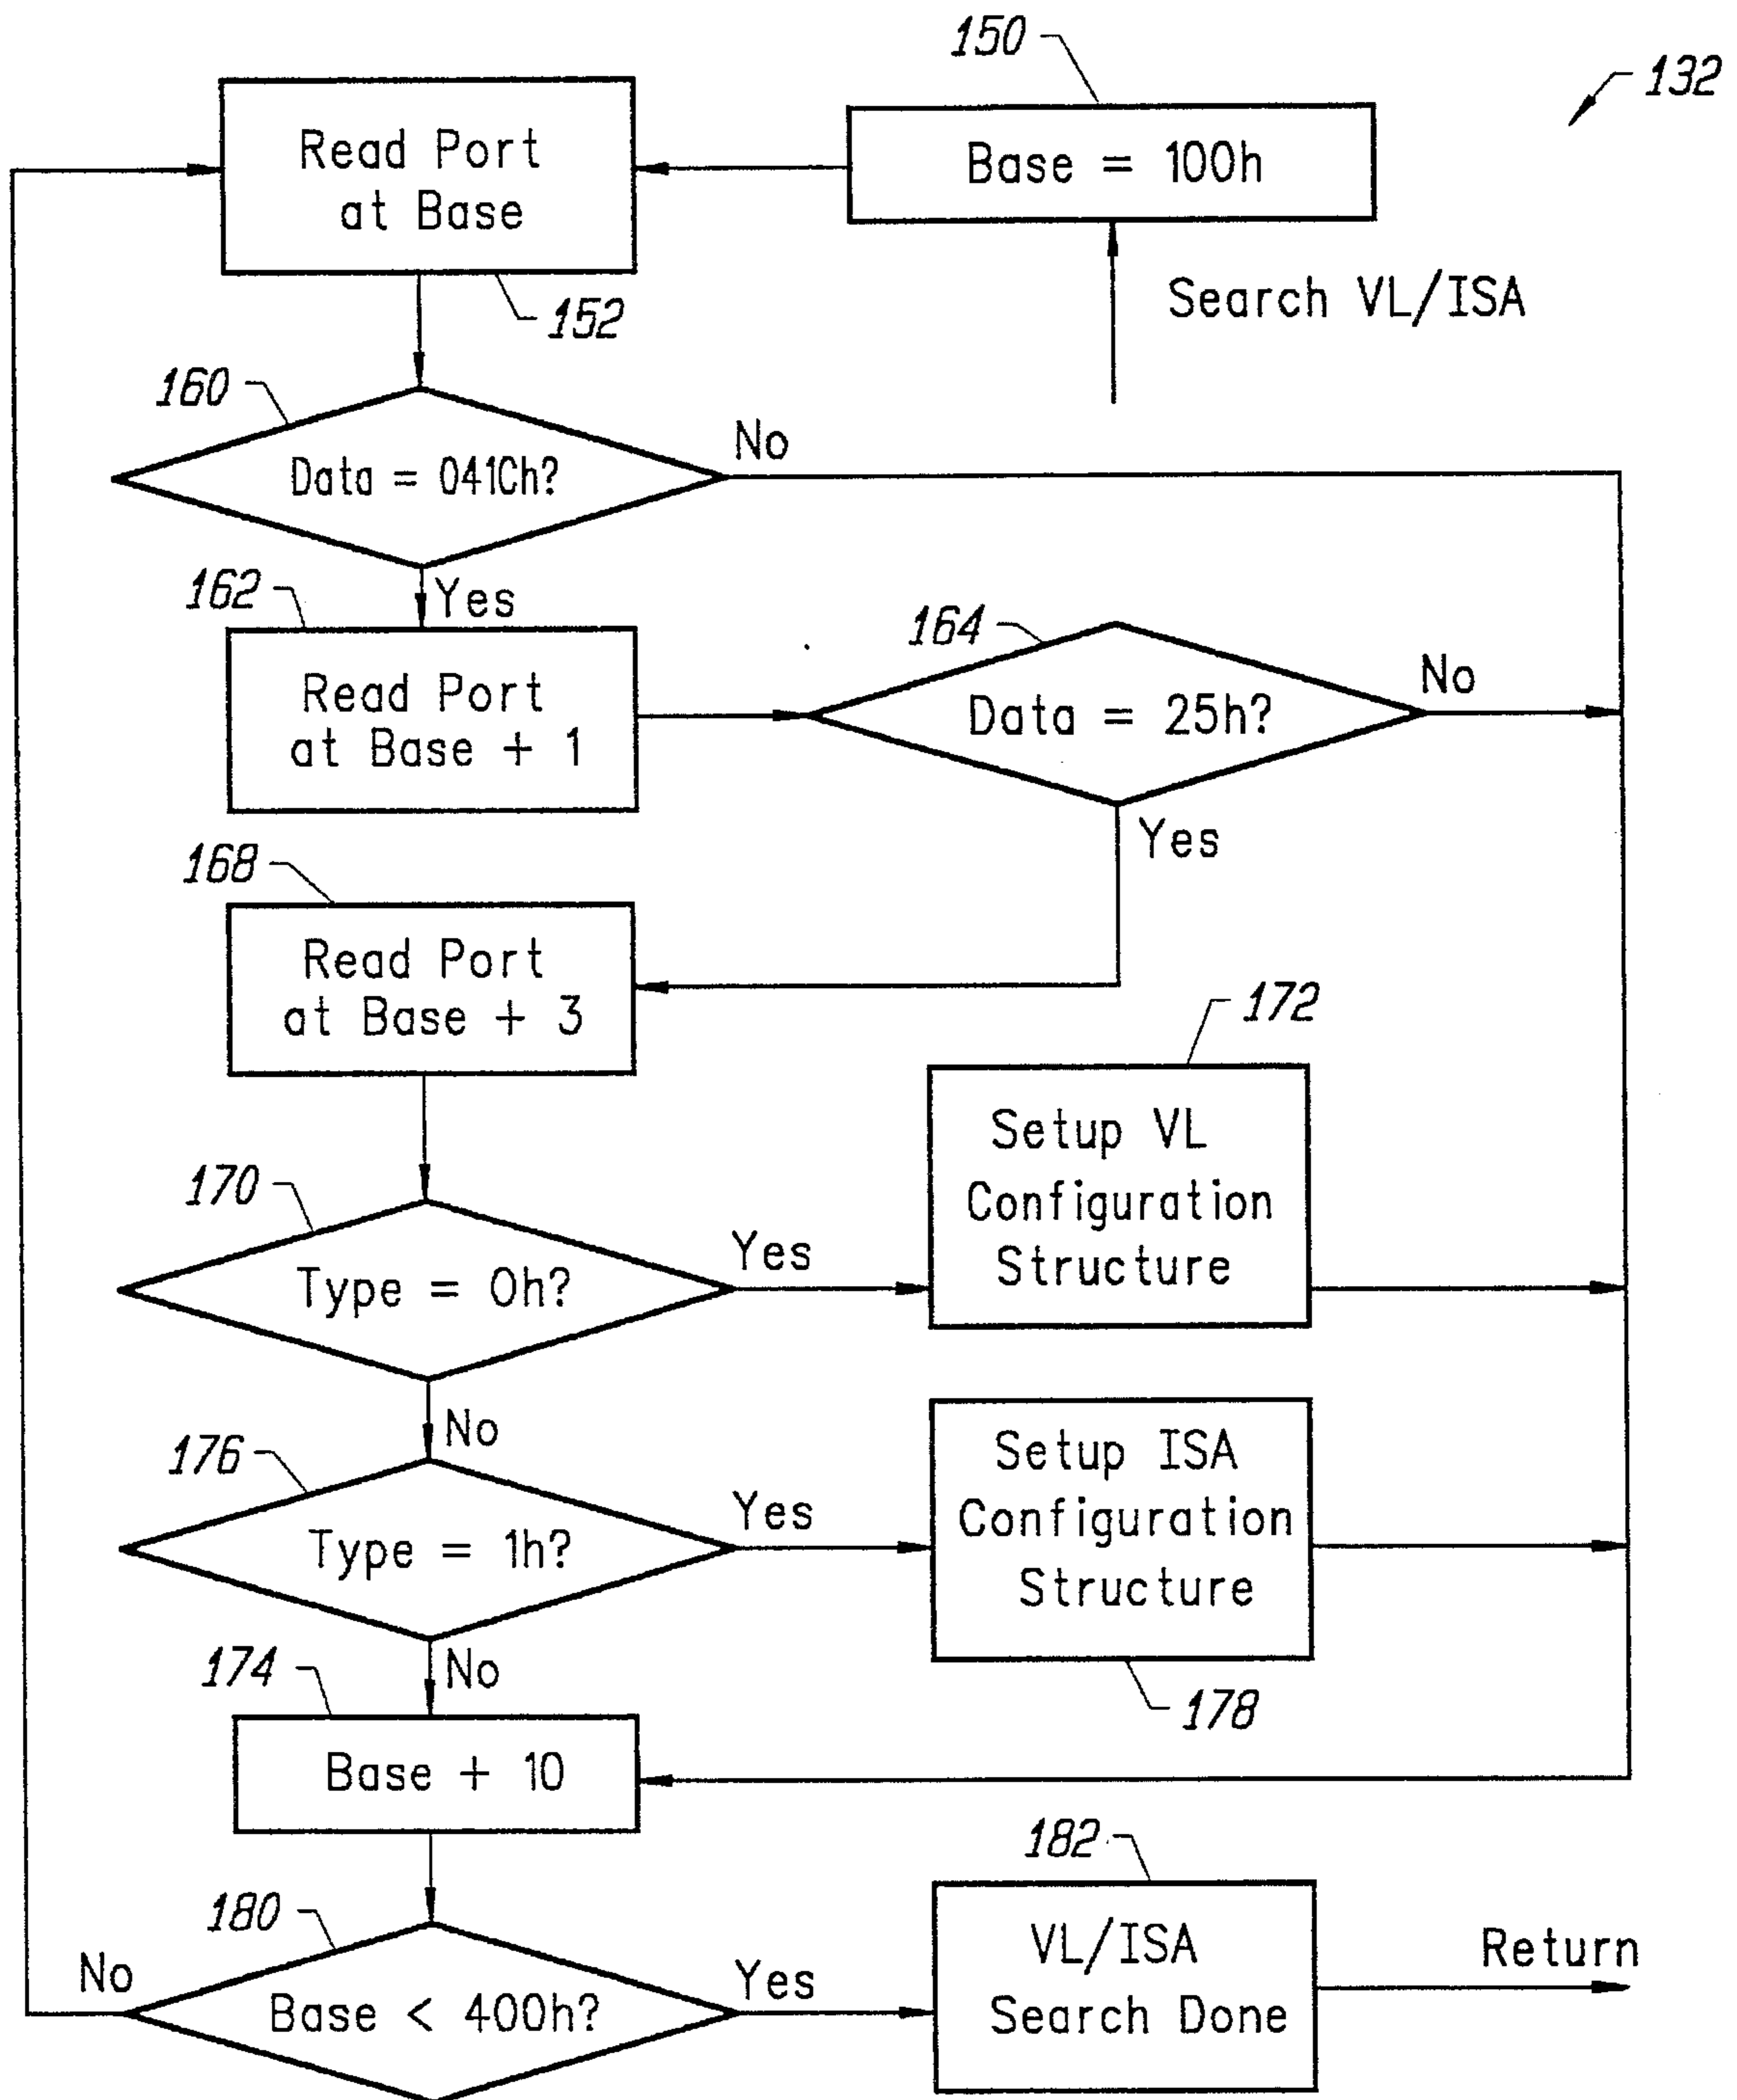 150
132
Read Port
at Base
Base = 100h
152
Search VL/ISA
160
No
Data = 041Ch?
162
Yes
164
Read Port
at Base + 1
Data = 25h?
No
Yes
168
Read Port
at Base + 3
172
Setup VL
Configuration
Structure
170
Yes
Type = 0h?
No
176
Setup ISA
Configuration
Structure
Yes
Type = 1h?
No
174
178
Base + 10
182
180
No
Base < 400h?
Yes
VL/ISA
Search Done
Return